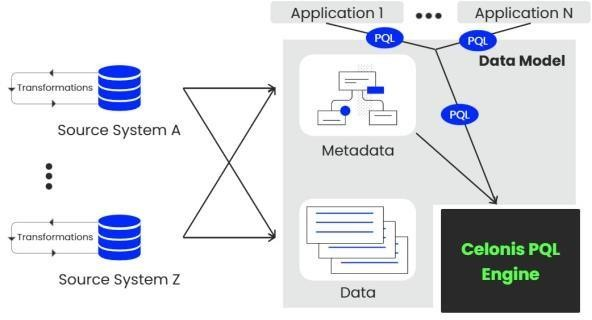 Application 1
Application N
PQL
PQL
Data Model
Transformations
Source System A
Metadata
PQL
Transformations
Source System Z
Data
Celonis PQL
Engine